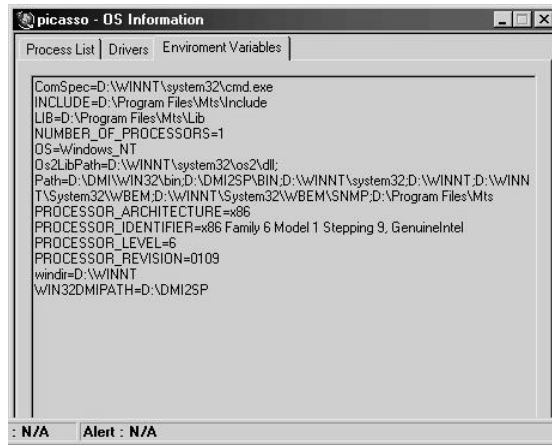 picasso - OS Information
Process List Drivers Enviroment Variables
ComSpec=D:\WINNT\system32\cmd.exe
INCLUDE=D:\Program Files\Mts\Include
LIB=D:\Program Files\Mts\Lib
NUMBER_OF_PROCESSORS=1
OS=Windows_NT
Os2LibPath=D:\WINNT\system32\os2\dll;
Path=D:\DMI\WIN32\bin;D:\DMI2SP\BIN;D:\WINNT\system32;D:\WINNT;D:\WINN
T\System\WBEM;D:\WINNT\System\WBEM\SNMP;D:\Program Files\Mts
PROCESSOR_ARCHITECTURE=x86
PROCESSOR_IDENTIFIER=x86 Family 6 Model 1 Stepping 9, GenuineIntel
PROCESSOR_LEVEL=6
PROCESSOR_REVISION=0109
windir=D:\WINNT
WIN32DMIPATH=D:\DMI2SP
: N/A Alert : N/A